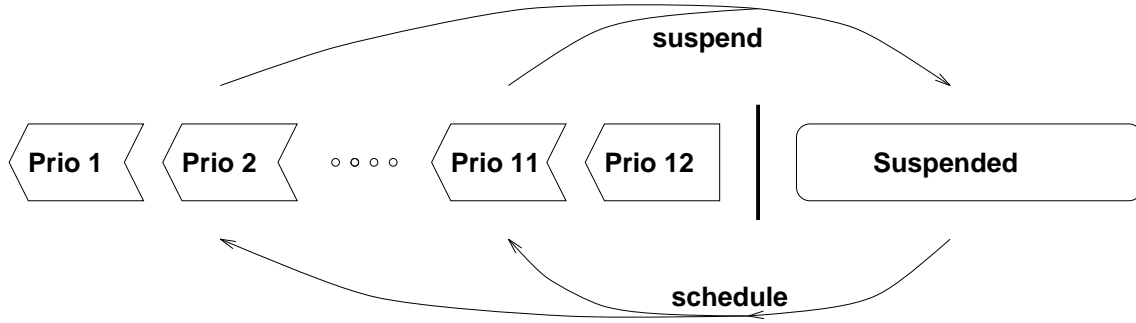 suspend
Prio 1
Prio 2
Prio 11
Prio 12
Suspended
schedule